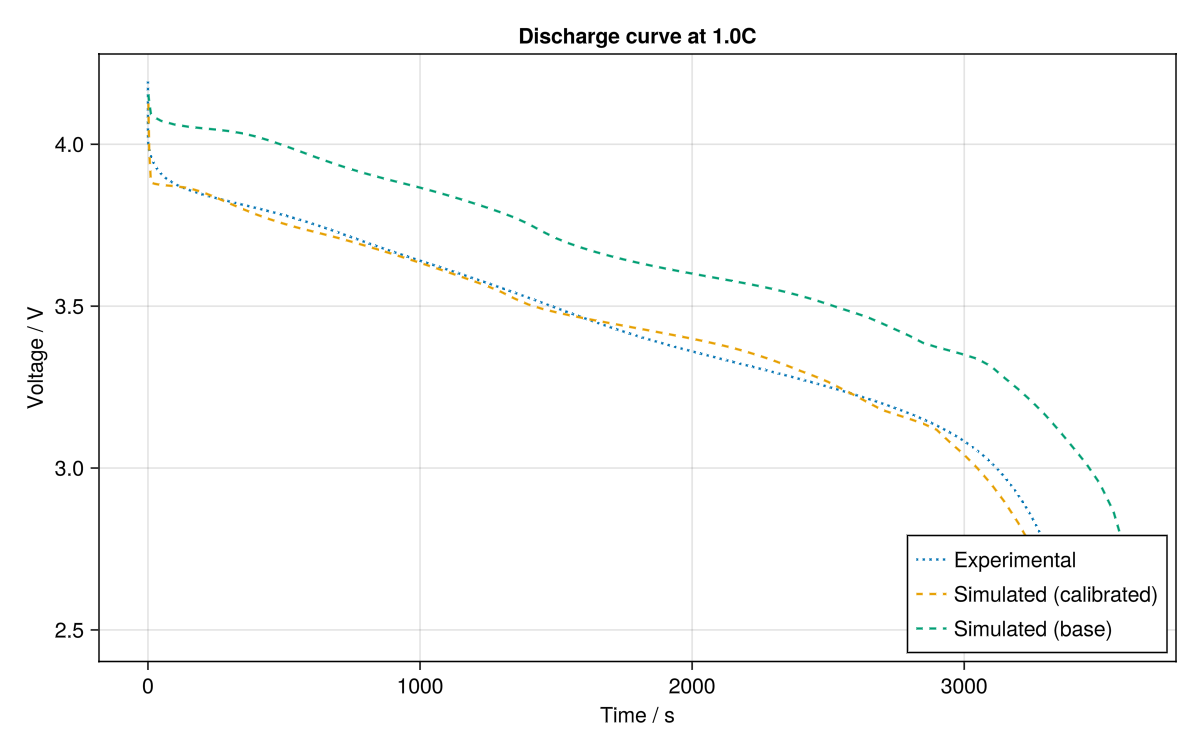 Discharge curve at 1.0C
Voltage / V
4.0
3.5
3.0
2.5
0
1000
2000
3000
Time / s
Experimental
Simulated (calibrated)
Simulated (base)